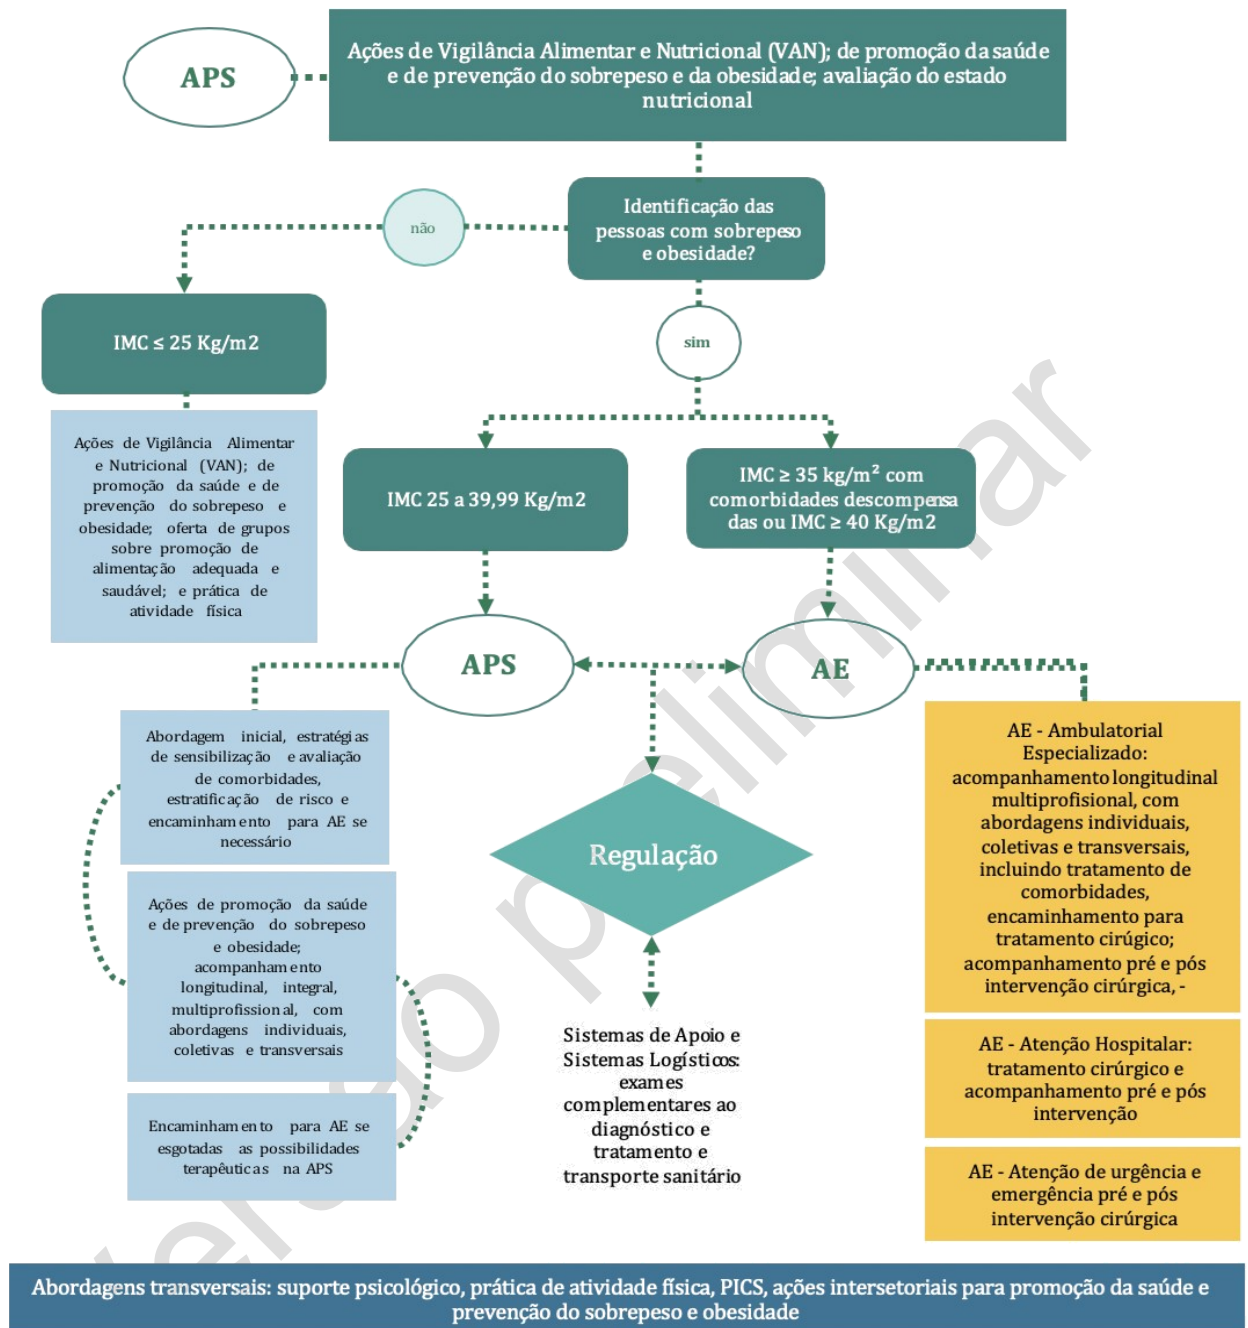 APS
Ações de Vigilância Alimentar e Nutricional (VAN); de promoção da saúde
e de prevenção do sobrepeso e da obesidade; avaliação do estado
nutricional
Identificação das
pessoas com sobrepeso
e obesidade?
não
sim
IMC ≤ 25 Kg/m2
Ações de Vigilância Alimentar
e Nutricional (VAN); de
promoção da saúde e de
prevenção do sobrepeso e
obesidade; oferta de grupos
sobre promoção de
alimentação adequada e
saudável; e prática de
atividade física
IMC 25 a 39,99 Kg/m2
IMC ≥ 35 kg/m² com
comorbidades descompensa
das ou IMC ≥ 40 Kg/m2
APS
AE
Abordagem inicial, estratégias
de sensibilização e avaliação
de comorbidades,
estratificação de risco e
encaminhamento para AE se
necessário
Ações de promoção da saúde
e de prevenção do sobrepeso
e obesidade;
acompanhamento
longitudinal, integral,
multiprofissional, com
abordagens individuais,
coletivas e transversais
Encaminhamento para AE se
esgotadas as possibilidades
terapêuticas na APS
Regulação
Sistemas de Apoio e
Sistemas Logísticos:
exames
complementares ao
diagnóstico e
tratamento e
transporte sanitário
AE - Ambulatorial
Especializado:
acompanhamento longitudinal
multiprofisional, com
abordagens individuais,
coletivas e transversais,
incluindo tratamento de
comorbidades,
encaminhamento para
tratamento cirúgico;
acompanhamento pré e pós
intervenção cirúrgica, -
AE - Atenção Hospitalar:
tratamento cirúrgico e
acompanhamento pré e pós
intervenção
AE - Atenção de urgência e
emergência pré e pós
intervenção cirúrgica
Abordagens transversais: suporte psicológico, prática de atividade física, PICS, ações intersetoriais para promoção da saúde e
prevenção do sobrepeso e obesidade
Versão preliminar